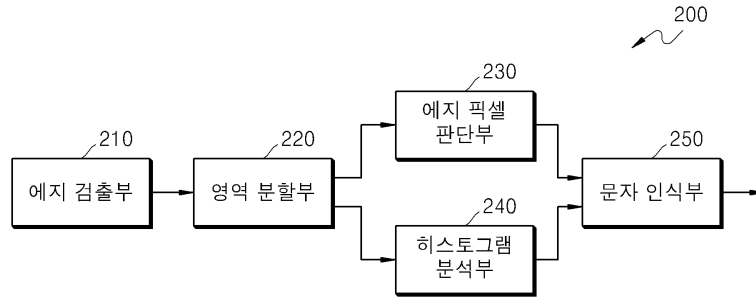 200
230
에지 픽셀
판단부
210
에지 검출부
220
영역 분할부
250
문자 인식부
240
히스토그램
분석부